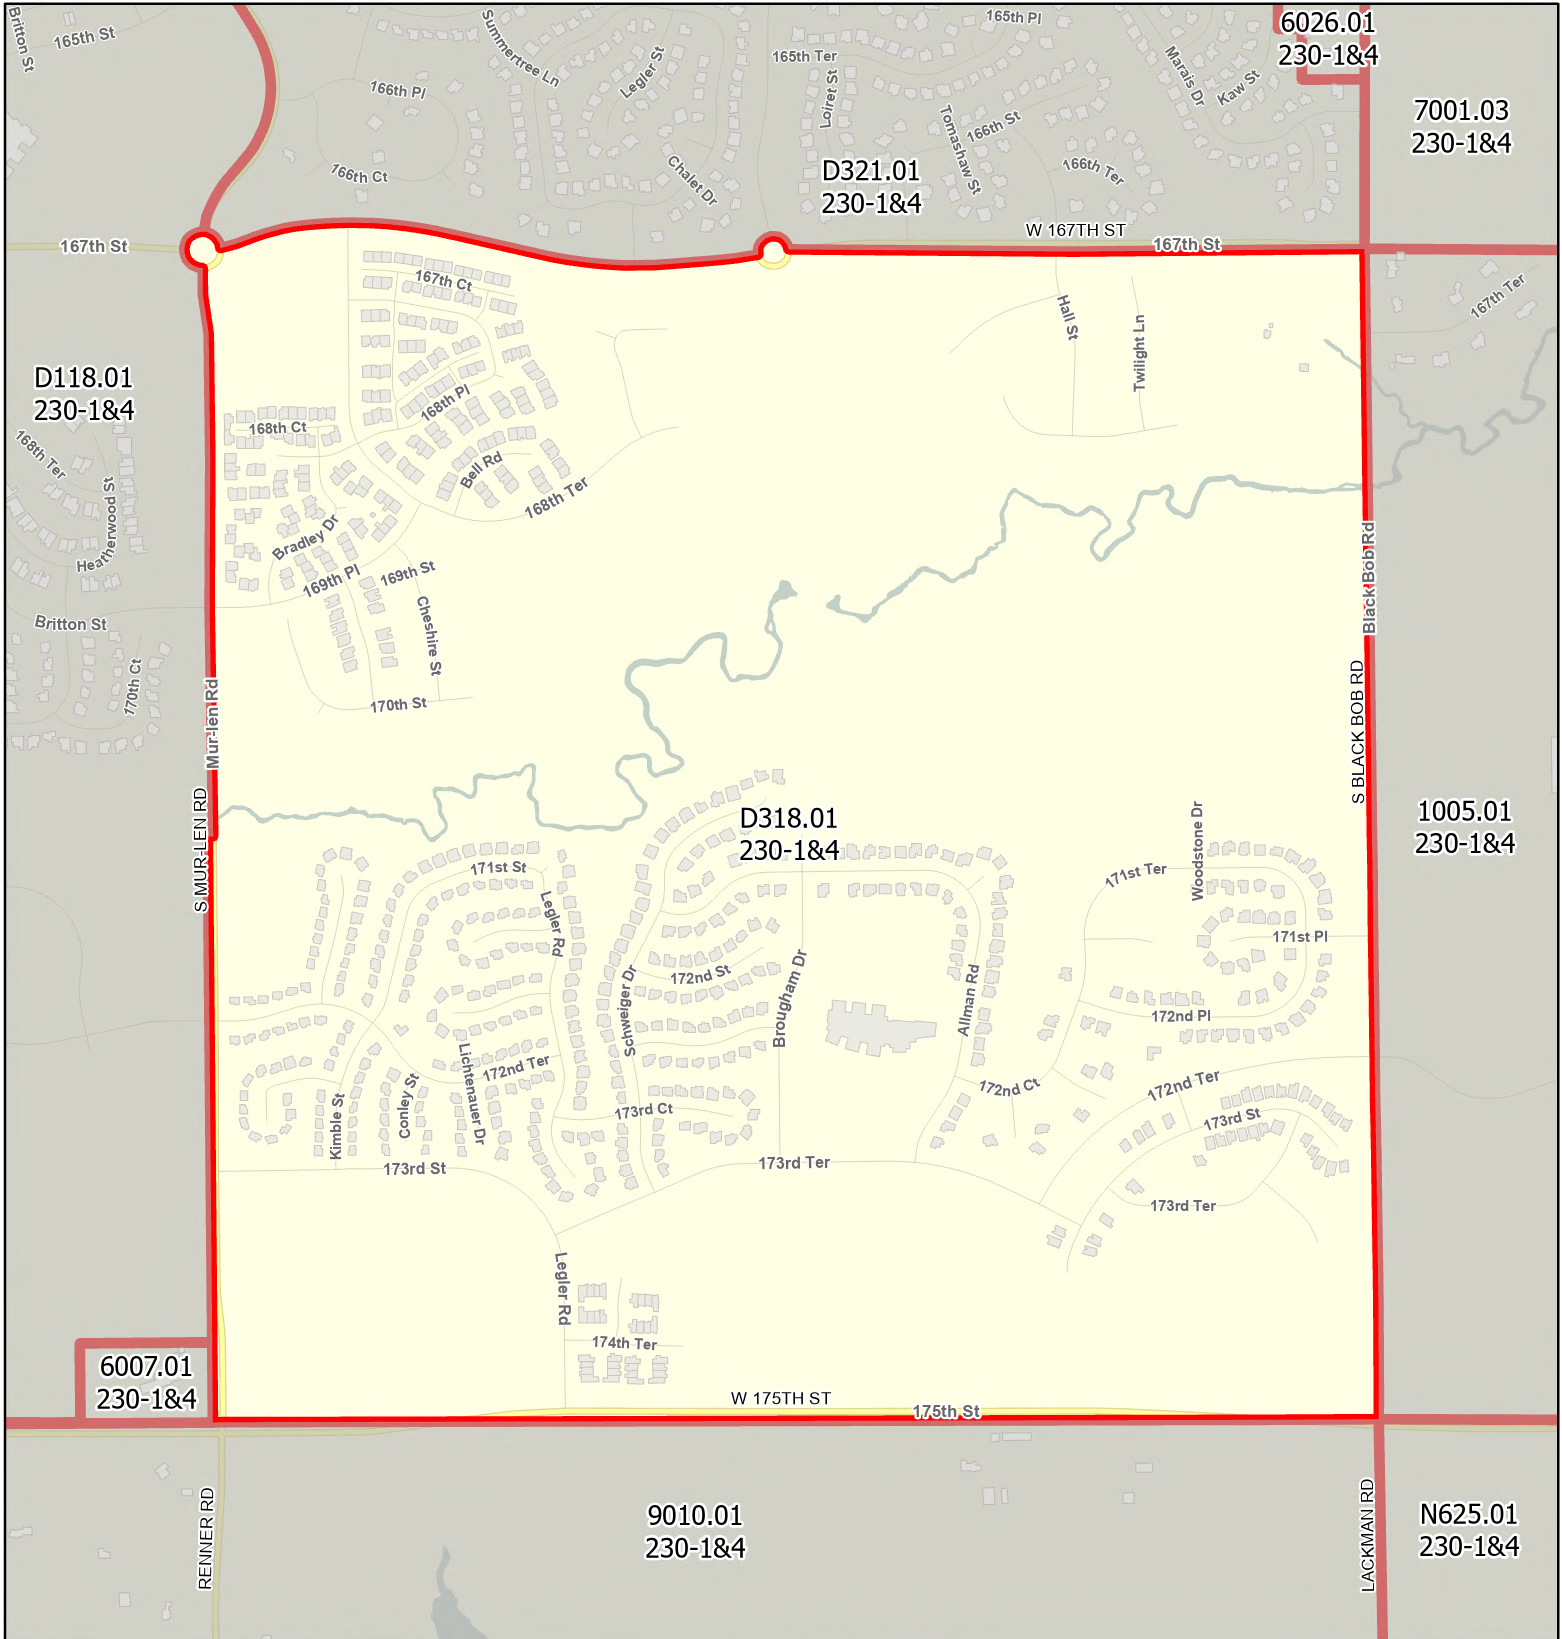 Britton St
165th St
Summertree Ln
Legler St
165th Pl
165th Ter
Loiret St
Marais Dr
Kaw St
6026.01
230-1&4
7001.03
230-1&4
166th Pl
166th Ct
Chalet Dr
Tomashaw St
166th St
166th Ter
D321.01
230-1&4
W 167TH ST
167th St
167th St
167th Ct
Hall St
Twilight Ln
167th Ter
D118.01
230-1&4
168th Ter
Heatherwood St
168th Ct
168th Pl
Bell Rd
168th Ter
Bradley Dr
169th Pl
169th St
Cheshire St
Black Bob Rd
Britton St
170th Ct
170th St
Mur-len Rd
S MUR-LEN RD
S BLACK BOB RD
D318.01
230-1&4
1005.01
230-1&4
171st St
Legler Rd
171st Ter
Woodstone Dr
171st Pl
172nd St
Schweiger Dr
Brougham Dr
Allman Rd
172nd Pl
172nd Ter
Lichtenauer Dr
Conley St
Kimble St
173rd Ct
172nd Ct
172nd Ter
173rd St
173rd St
173rd Ter
173rd Ter
Legler Rd
174th Ter
6007.01
230-1&4
W 175TH ST
175th St
RENNER RD
9010.01
230-1&4
LACKMAN RD
N625.01
230-1&4